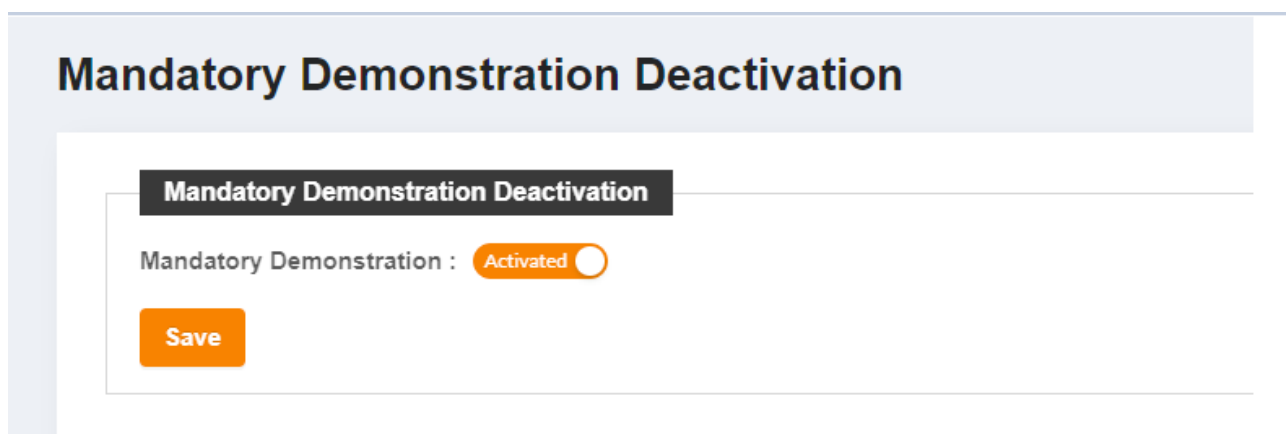 Mandatory Demonstration Deactivation
Mandatory Demonstration Deactivation
Mandatory Demonstration : Activated
Save